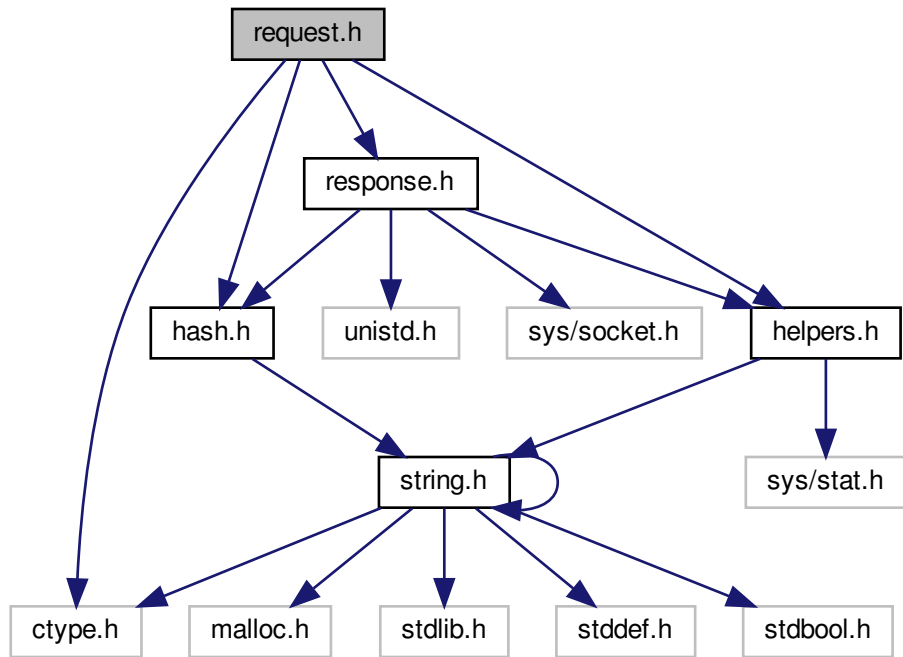 request.h
response.h
hash.h
unistd.h
sys/socket.h
helpers.h
string.h
sys/stat.h
ctype.h
malloc.h
stdlib.h
stddef.h
stdbool.h